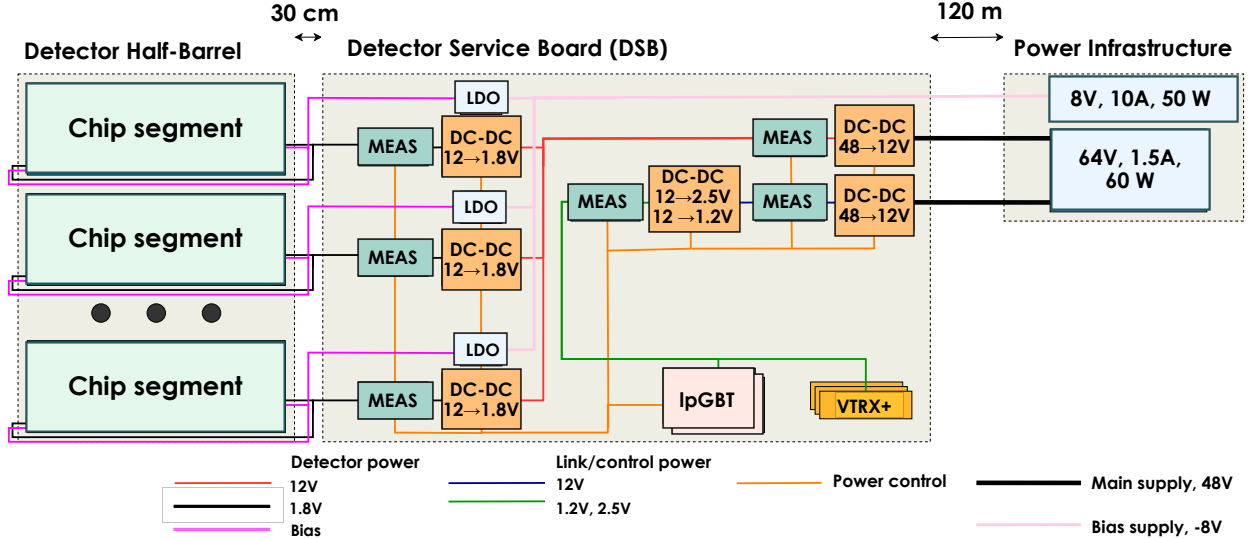 30 cm
120 m
Detector Half-Barrel
Detector Service Board (DSB)
Power Infrastructure
Chip segment
LDO
MEAS
DC-DC
12→1.8V
MEAS
DC-DC
48→12V
8V, 10A, 50 W
64V, 1.5A,
60 W
Chip segment
LDO
MEAS
DC-DC
12→1.8V
MEAS
DC-DC
12→2.5V
12→1.2V
MEAS
DC-DC
48→12V
Chip segment
LDO
MEAS
DC-DC
12→1.8V
lpGBT
VTRX+
Detector power
12V
1.8V
Bias
Link/control power
12V
1.2V, 2.5V
Power control
Main supply, 48V
Bias supply, -8V